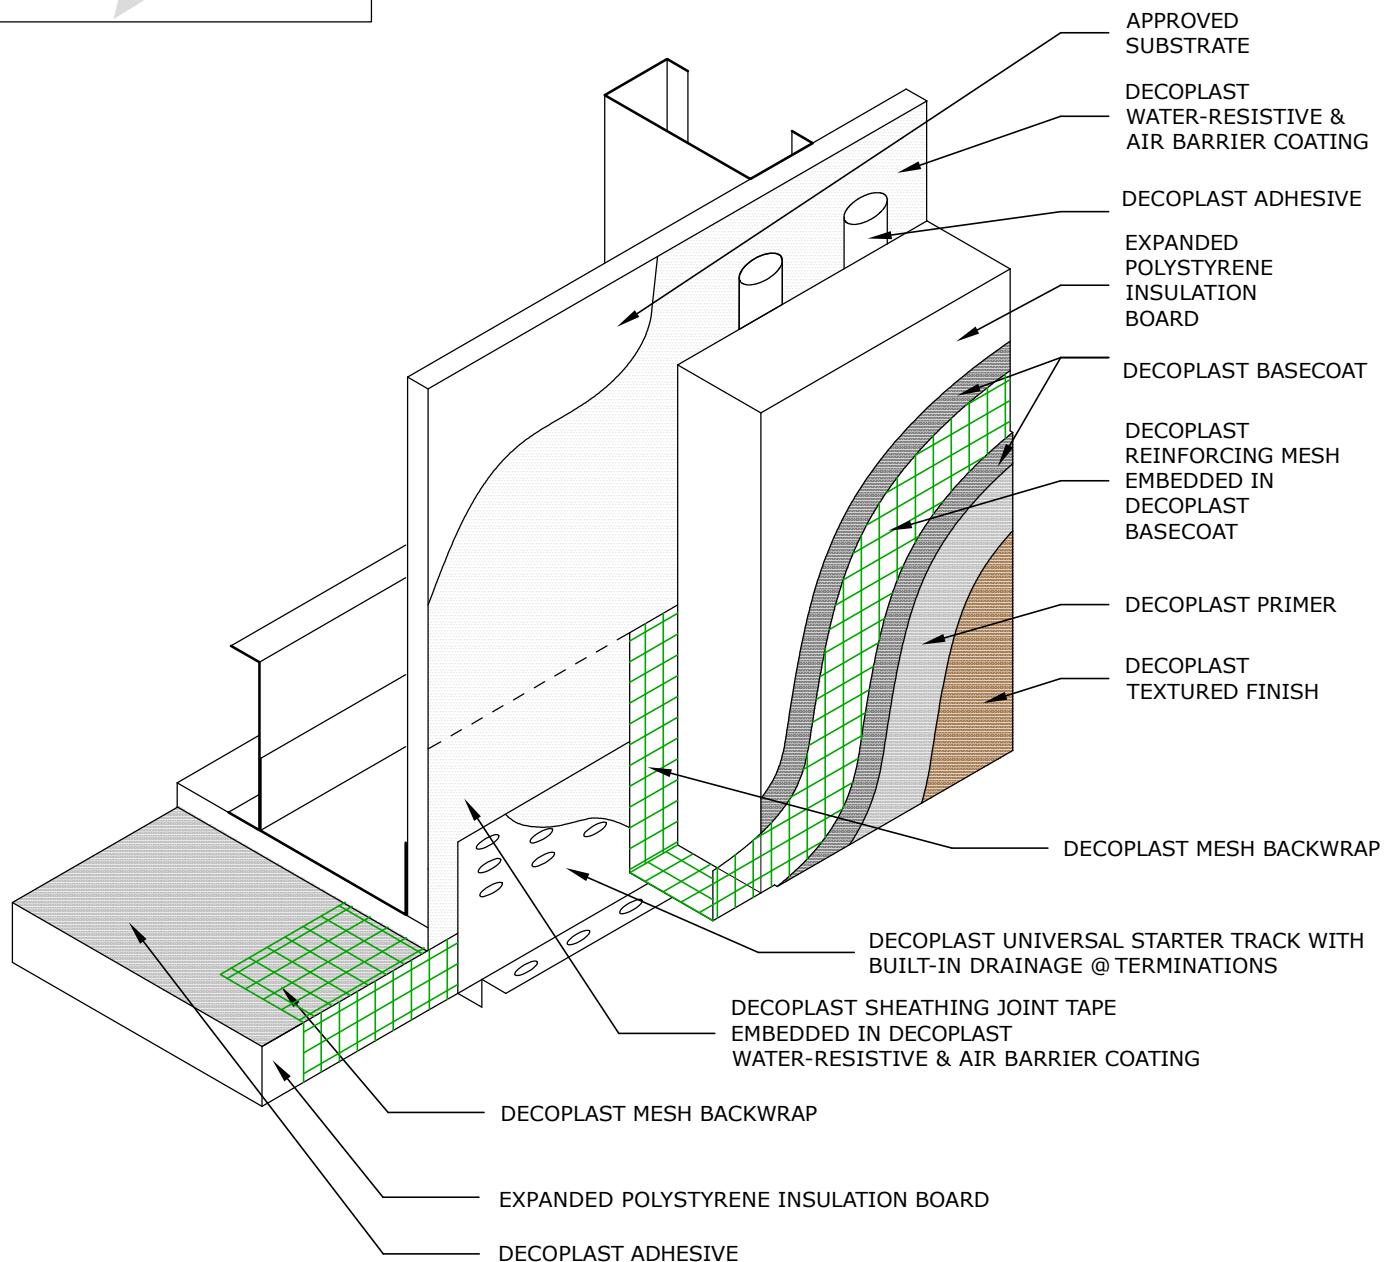 APPROVED
SUBSTRATE
DECOPLAST
WATER-RESISTIVE &
AIR BARRIER COATING
DECOPLAST ADHESIVE
EXPANDED
POLYSTYRENE
INSULATION
BOARD
DECOPLAST BASECOAT
DECOPLAST
REINFORCING MESH
EMBEDDED IN
DECOPLAST
BASECOAT
DECOPLAST PRIMER
DECOPLAST
TEXTURED FINISH
DECOPLAST MESH BACKWRAP
DECOPLAST UNIVERSAL STARTER TRACK WITH
BUILT-IN DRAINAGE @ TERMINATIONS
DECOPLAST SHEATHING JOINT TAPE
EMBEDDED IN DECOPLAST
WATER-RESISTIVE & AIR BARRIER COATING
DECOPLAST MESH BACKWRAP
EXPANDED POLYSTYRENE INSULATION BOARD
DECOPLAST ADHESIVE